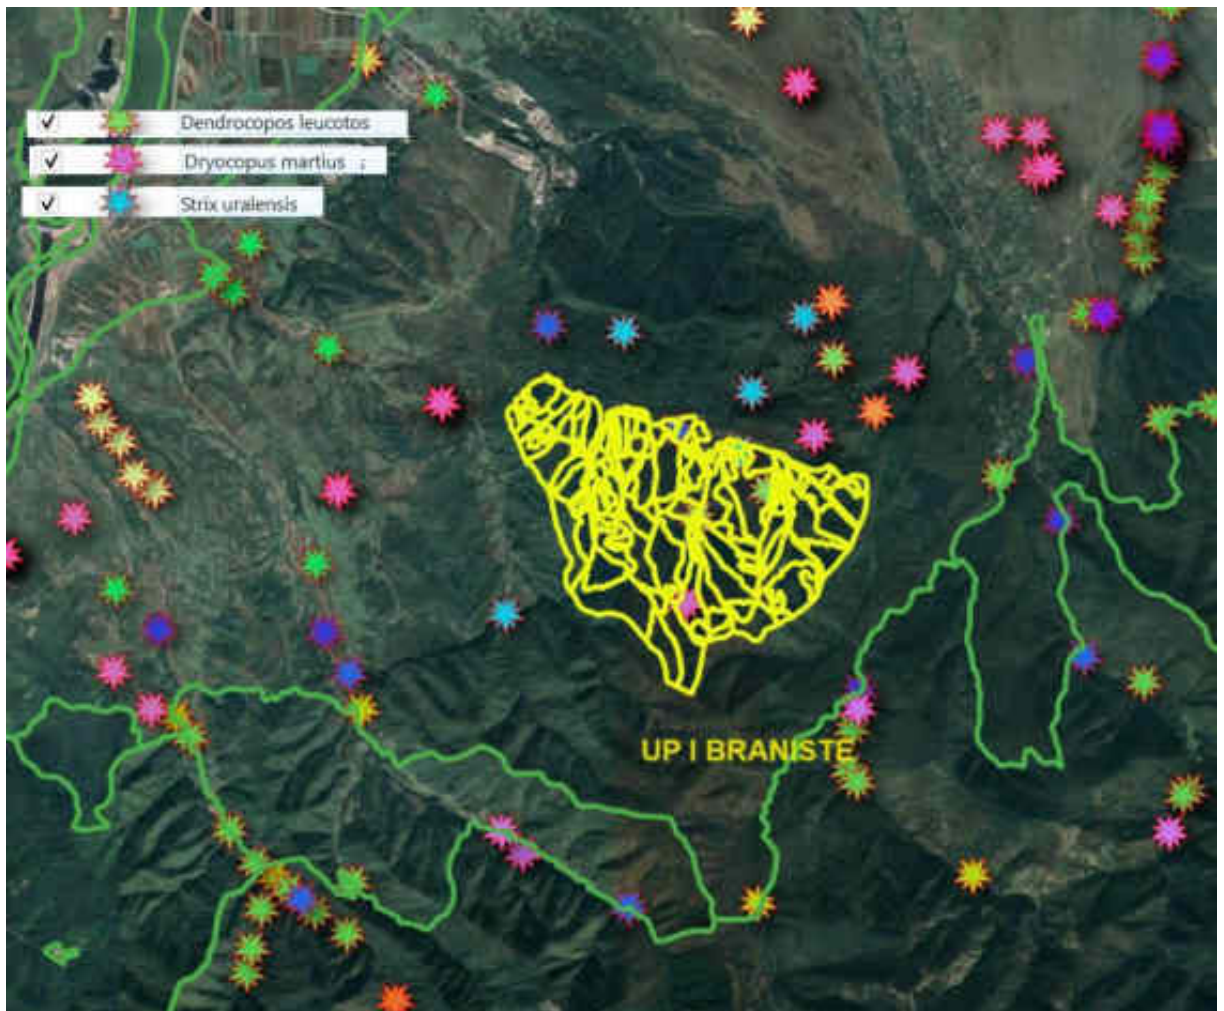 Dendrocopos leucotos
Dryocopus martius ;
Strix uralensis
UP I BRANISTE